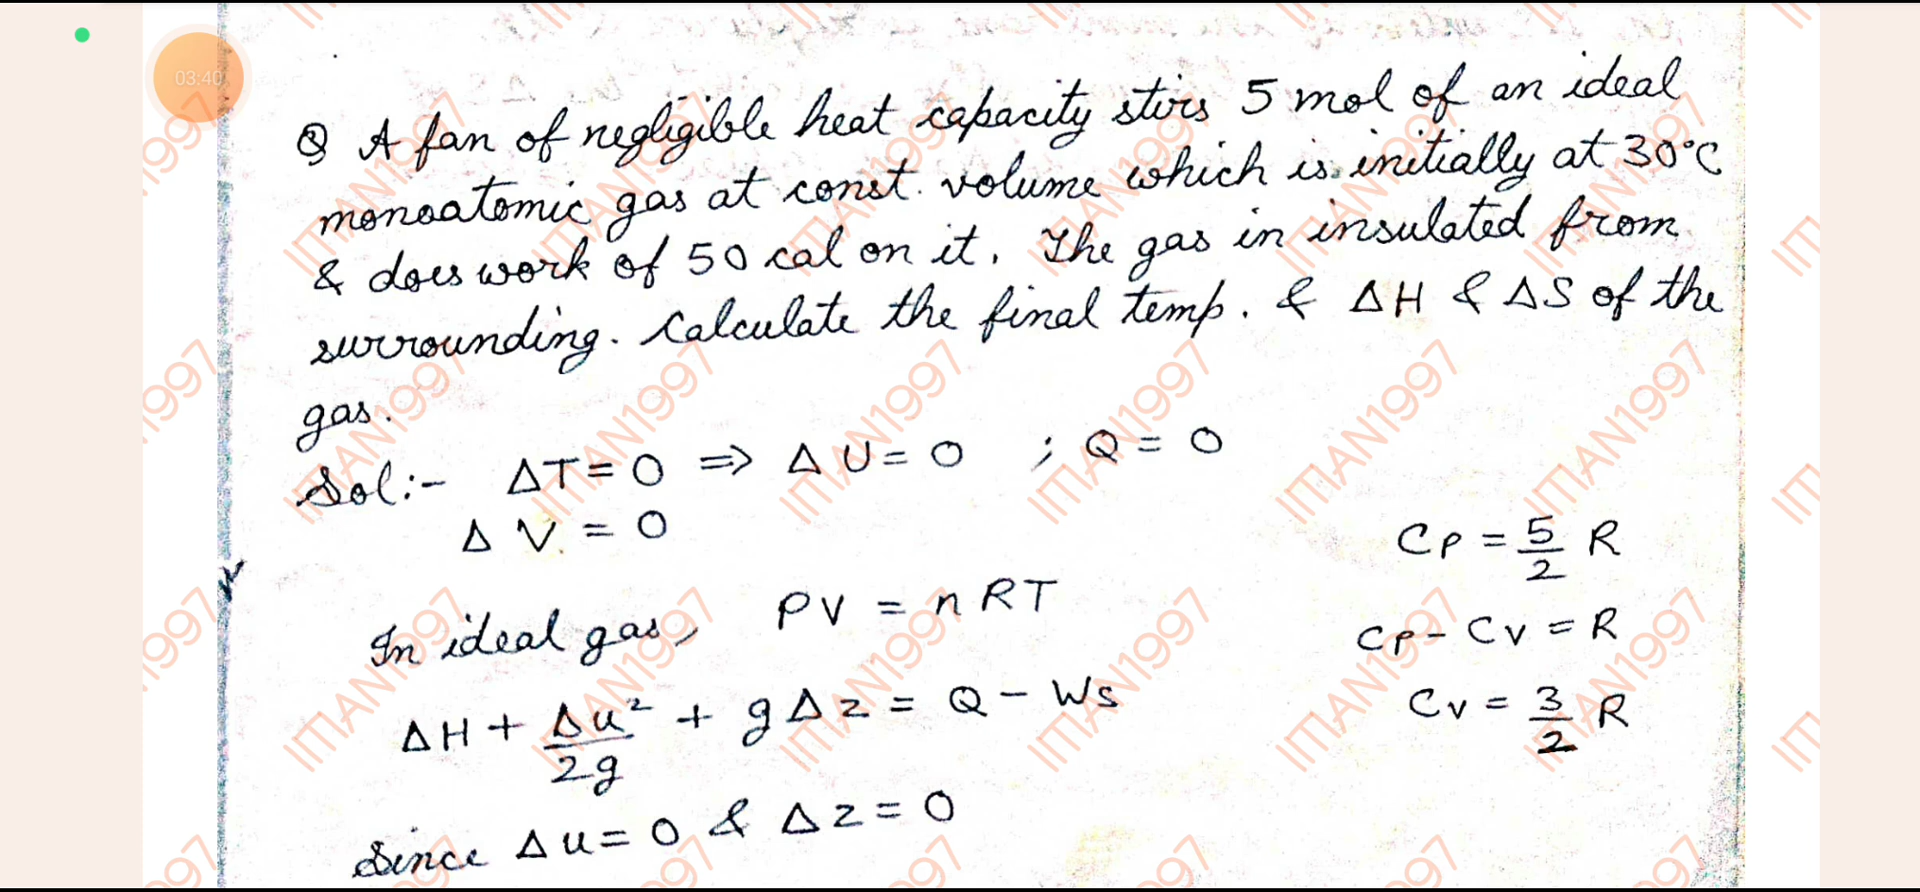 03:40
Q A fan of negligible heat capacity stirs 5 mol of an ideal
monoatomic gas at const. volume which is initially at 30°C
& does work of 50 cal on it. The gas in insulated from
surrounding. Calculate the final temp. & ΔH & ΔS of the
gas.
Sol:- ΔT = 0 => ΔU = 0 ; Q = 0
ΔV = 0
Cp = 5/2 R
In ideal gas, PV = nRT
Cp - Cv = R
ΔH + Δu²/2g + gΔz = Q - Ws
Cv = 3/2 R
Since Δu = 0 & Δz = 0
IMAN1997